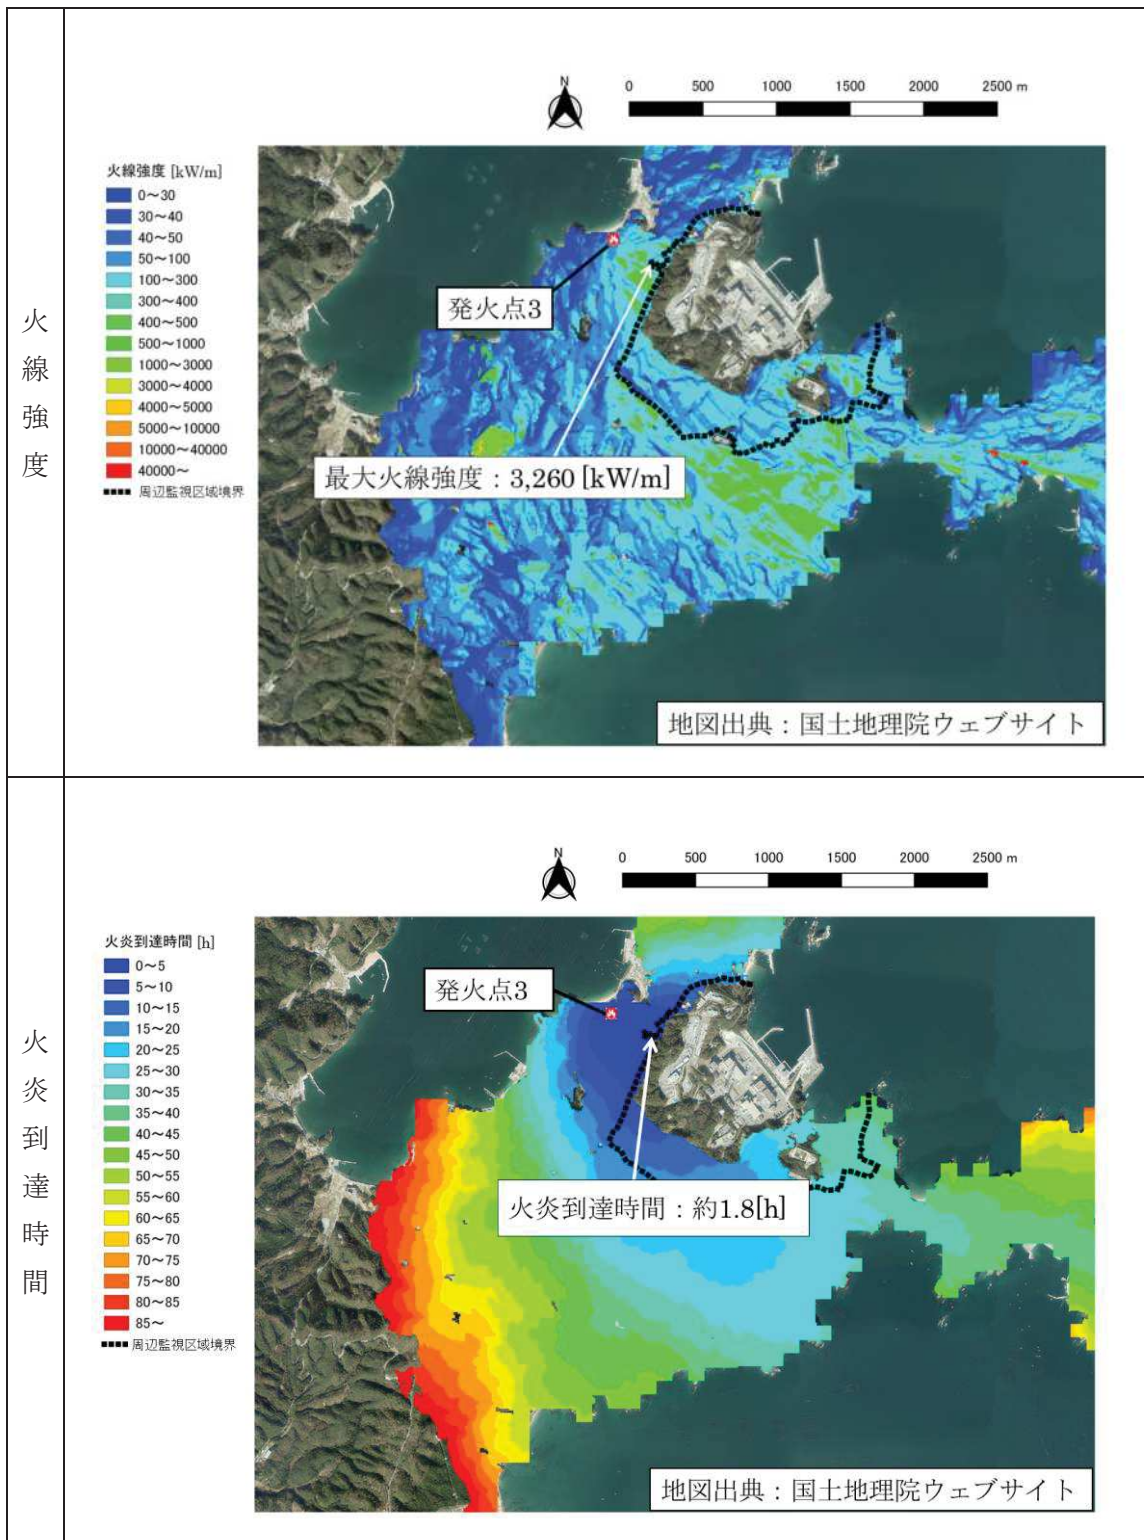 火線強度
N
0 500 1000 1500 2000 2500 m
火線強度 [kW/m]
0～30
30～40
40～50
50～100
100～300
300～400
400～500
500～1000
1000～3000
3000～4000
4000～5000
5000～10000
10000～40000
40000～
周辺監視区域境界
発火点3
最大火線強度：3,260 [kW/m]
地図出典：国土地理院ウェブサイト
火炎到達時間
N
0 500 1000 1500 2000 2500 m
火炎到達時間 [h]
0～5
5～10
10～15
15～20
20～25
25～30
30～35
35～40
40～45
45～50
50～55
55～60
60～65
65～70
70～75
75～80
80～85
85～
周辺監視区域境界
発火点3
火炎到達時間：約1.8[h]
地図出典：国土地理院ウェブサイト